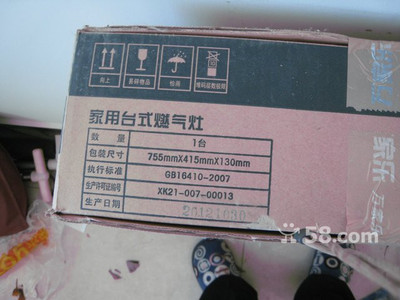 向上
易碎物品
怕湿
堆码层数极限
家用台式燃气灶
数 量 1台
包装尺寸 755mmX415mmX130mm
执行标准 GB16410-2007
生产许可证编号 XK21-007-00013
生产日期 20121030
58.com